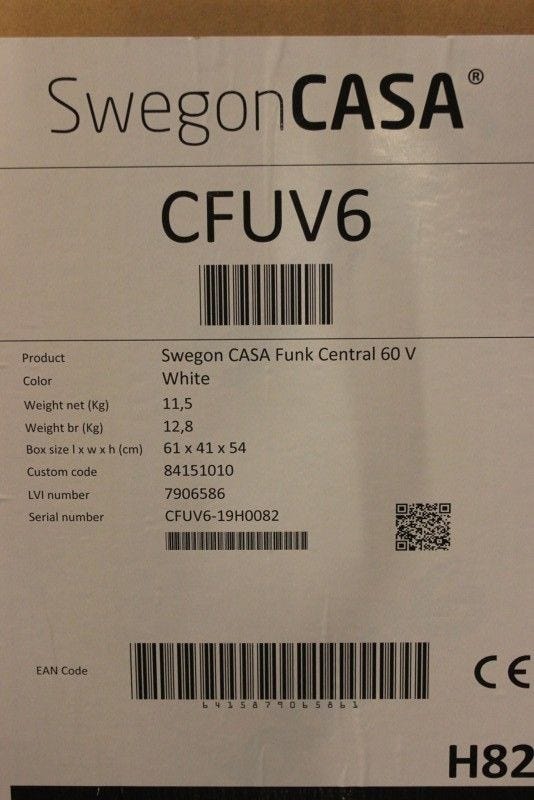 SwegonCASA®
CFUV6
Product Swegon CASA Funk Central 60 V
Color White
Weight net (Kg) 11,5
Weight br (Kg) 12,8
Box size l x w x h (cm) 61 x 41 x 54
Custom code 84151010
LVI number 7906586
Serial number CFUV6-19H0082
EAN Code
6415879065861
CE
H82